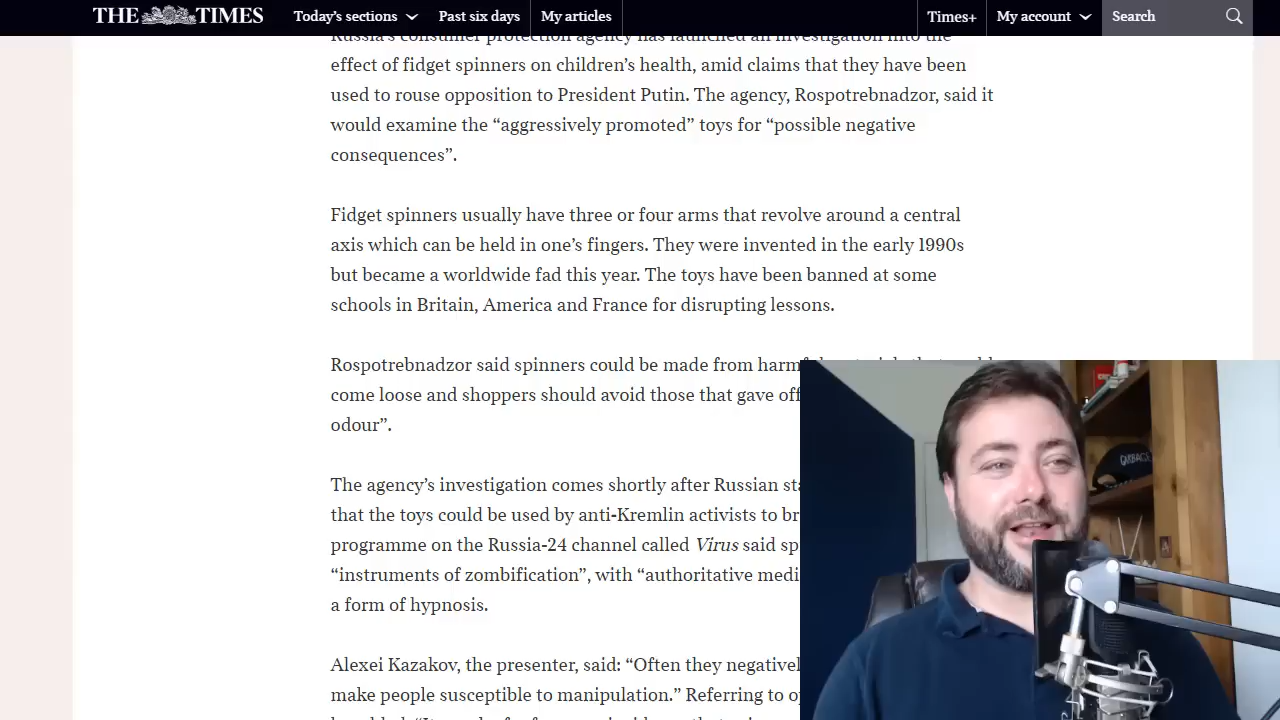 THE TIMES
Today's sections
Past six days
My articles
Times+
My account
Search
Russia's consumer protection agency has launched an investigation into the
effect of fidget spinners on children's health, amid claims that they have been
used to rouse opposition to President Putin. The agency, Rospotrebnadzor, said it
would examine the “aggressively promoted” toys for “possible negative
consequences”.
Fidget spinners usually have three or four arms that revolve around a central
axis which can be held in one's fingers. They were invented in the early 1990s
but became a worldwide fad this year. The toys have been banned at some
schools in Britain, America and France for disrupting lessons.
Rospotrebnadzor said spinners could be made from
come loose and shoppers should avoid those that gave off
odour”.
The agency's investigation comes shortly after Russian
that the toys could be used by anti-Kremlin activists to
programme on the Russia-24 channel called Virus said
“instruments of zombification”, with “authoritative
a form of hypnosis.
Alexei Kazakov, the presenter, said: “Often they
make people susceptible to manipulation.” Referring to